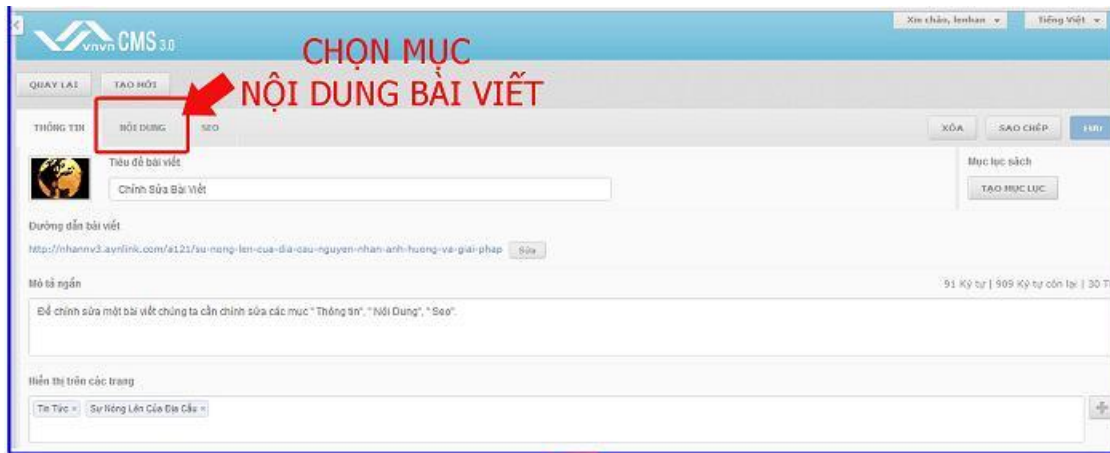 vnvn CMS 3.0
Xin chào, lenhan
Tiếng Việt
CHỌN MỤC
NỘI DUNG BÀI VIẾT
QUAY LẠI
TẠO MỚI
THÔNG TIN
NỘI DUNG
SEO
XÓA
SAO CHÉP
LƯU
Tiêu đề bài viết
Mục lục sách
Chỉnh Sửa Bài Viết
TẠO MỤC LỤC
Đường dẫn bài viết
http://nhannv3.avnlink.com/a121/su-nong-len-cua-dia-cau-nguyen-nhan-anh-huong-va-giai-phap
Sửa
Mô tả ngắn
91 Ký tự | 909 Ký tự còn lại | 30 T
Để chỉnh sửa một bài viết chúng ta cần chỉnh sửa các mục " Thông tin", " Nội Dung", " Seo".
Hiển thị trên các trang
Tin Tức ×
Sự Nóng Lên Của Địa Cầu ×